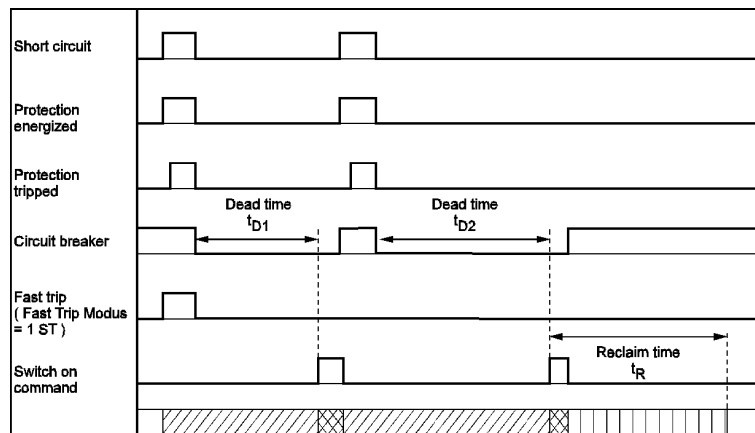 Short circuit
Protection
energized
Protection
tripped
Dead time
tD1
Dead time
tD2
Circuit breaker
Fast trip
( Fast Trip Modus
= 1 ST )
Reclaim time
tR
Switch on
command